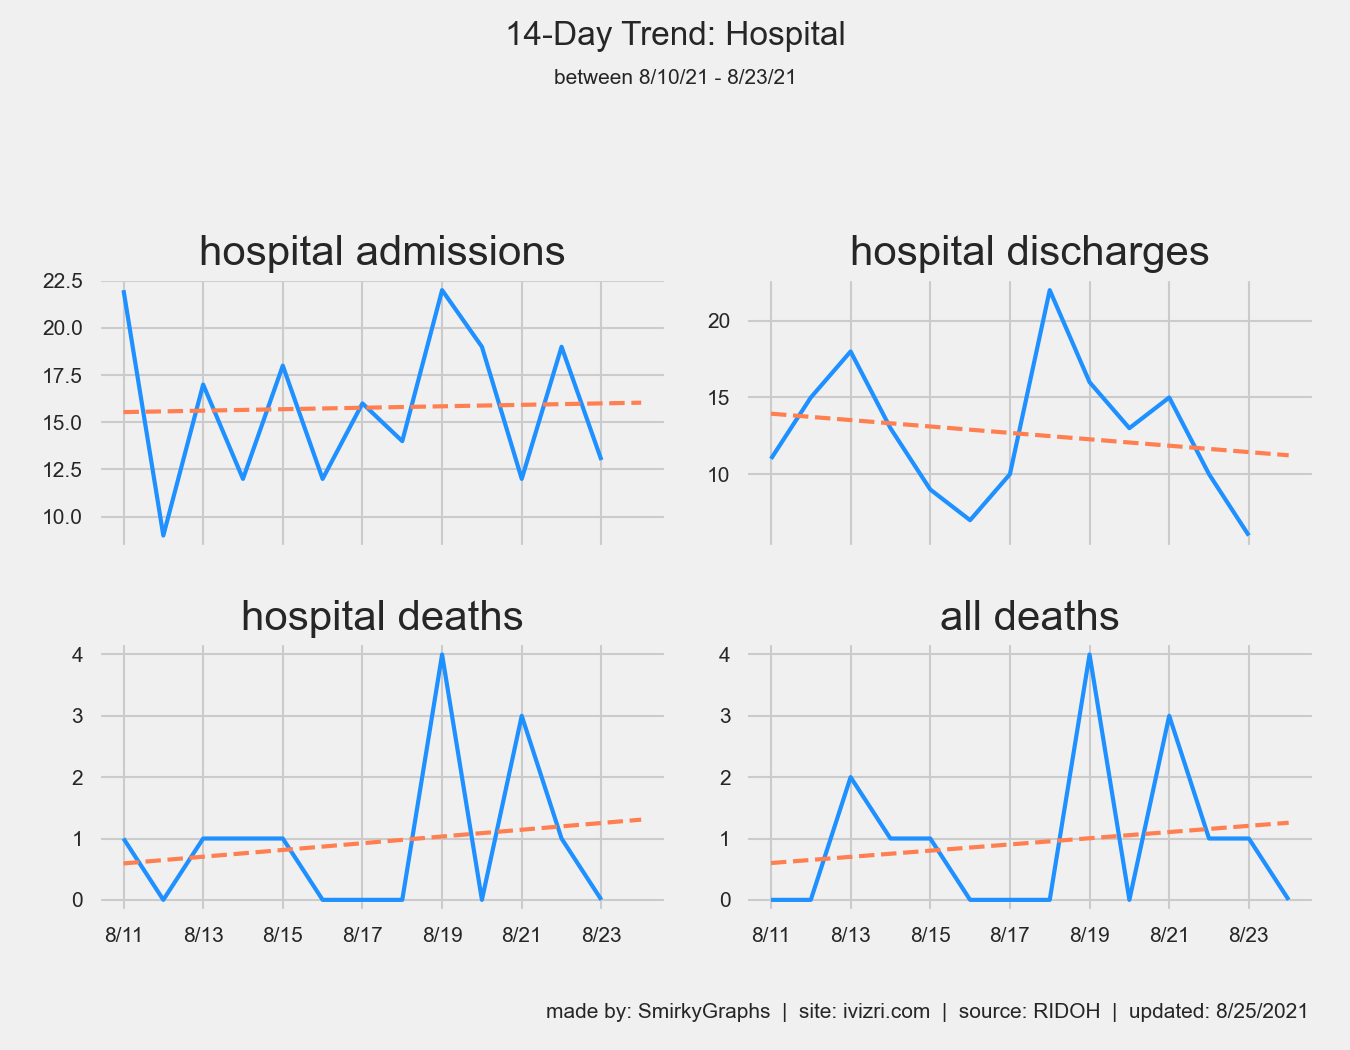 14-Day Trend: Hospital
between 8/10/21 - 8/23/21
hospital admissions
22.5
20.0
17.5
15.0
12.5
10.0
hospital discharges
20
15
10
hospital deaths
4
3
2
1
0
8/11 8/13 8/15 8/17 8/19 8/21 8/23
all deaths
4
3
2
1
0
8/11 8/13 8/15 8/17 8/19 8/21 8/23
made by: SmirkyGraphs | site: ivizri.com | source: RIDOH | updated: 8/25/2021